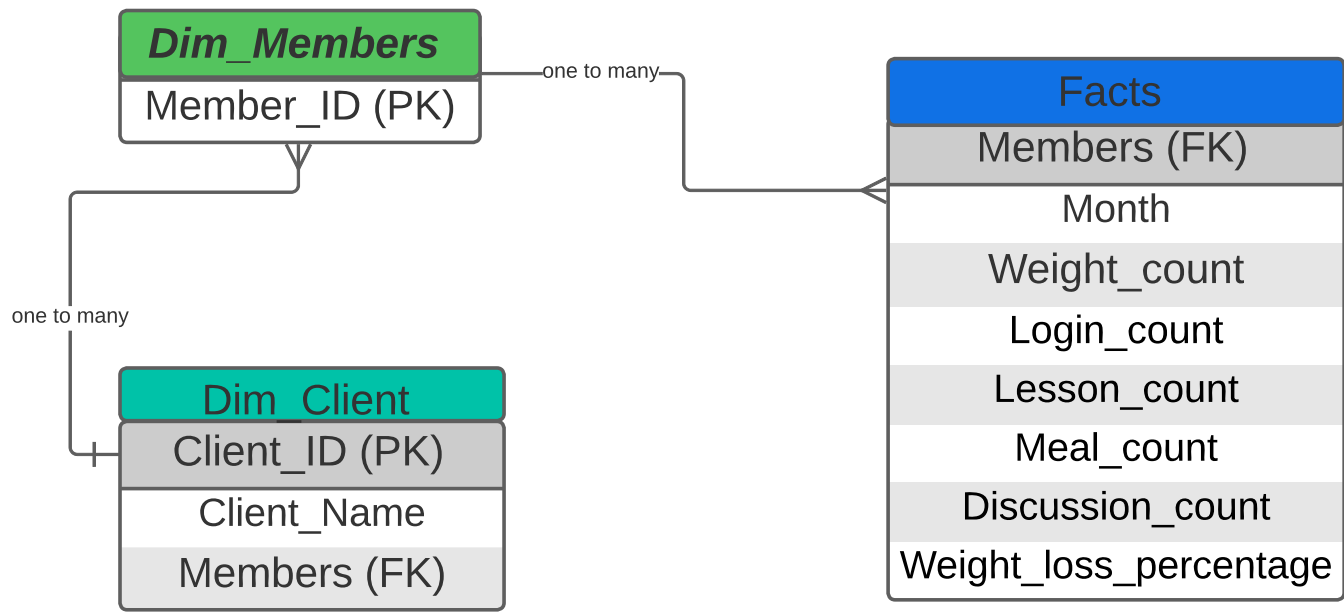 Dim_Members
Member_ID (PK)
one to many
Facts
Members (FK)
Month
Weight_count
Login_count
Lesson_count
Meal_count
Discussion_count
Weight_loss_percentage
one to many
Dim_Client
Client_ID (PK)
Client_Name
Members (FK)